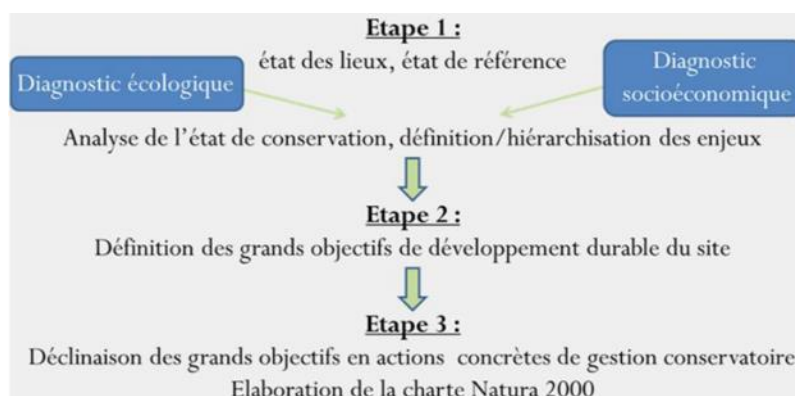 Etape 1 :
état des lieux, état de référence
Diagnostic écologique
Diagnostic
socioéconomique
Analyse de l'état de conservation, définition/hiérarchisation des enjeux
Etape 2 :
Définition des grands objectifs de développement durable du site
Etape 3 :
Déclinaison des grands objectifs en actions concrètes de gestion conservatoire
Elaboration de la charte Natura 2000